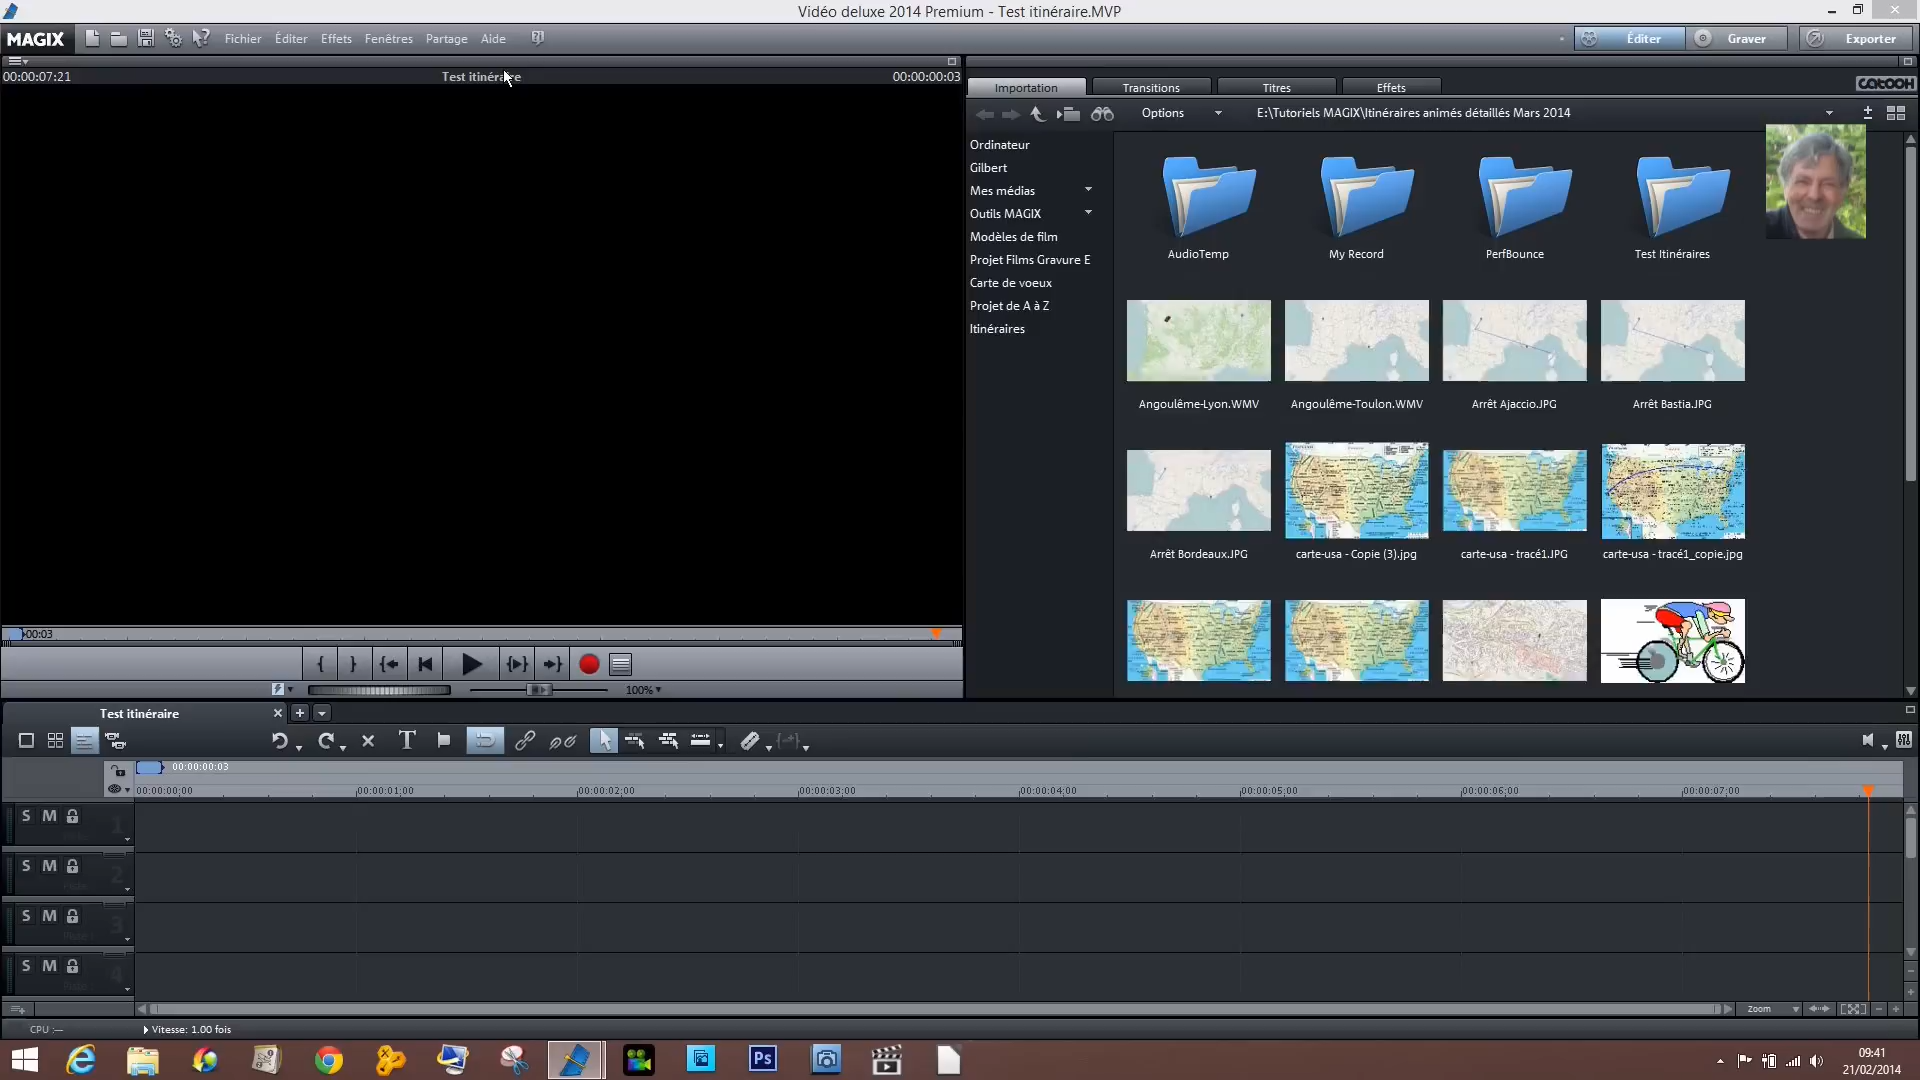 Vidéo deluxe 2014 Premium - Test itinéraire.MVP
MAGIX
Fichier Éditer Effets Fenêtres Partage Aide
Éditer Graver Exporter
00:00:07:21 Test itinéraire 00:00:00:03
Importation Transitions Titres Effets catooh
Options E:\Tutoriels MAGIX\Itinéraires animés détaillés Mars 2014
Ordinateur
Gilbert
Mes médias
Outils MAGIX
Modèles de film
Projet Films Gravure E
Carte de voeux
Projet de A à Z
Itinéraires
AudioTemp My Record PerfBounce Test Itinéraires
Angoulême-Lyon.WMV Angoulême-Toulon.WMV Arrêt Ajaccio.JPG Arrêt Bastia.JPG
Arrêt Bordeaux.JPG carte-usa - Copie (3).jpg carte-usa - tracé1.JPG carte-usa - tracé1_copie.jpg
00:03
100%
Test itinéraire
T
00:00:00:03
00:00:00;00 00:00:01;00 00:00:02;00 00:00:03;00 00:00:04;00 00:00:05;00 00:00:06;00 00:00:07;00
S M 1
S M 2
S M 3
S M 4
Zoom
CPU :— Vitesse: 1.00 fois
Ps
09:41
21/02/2014